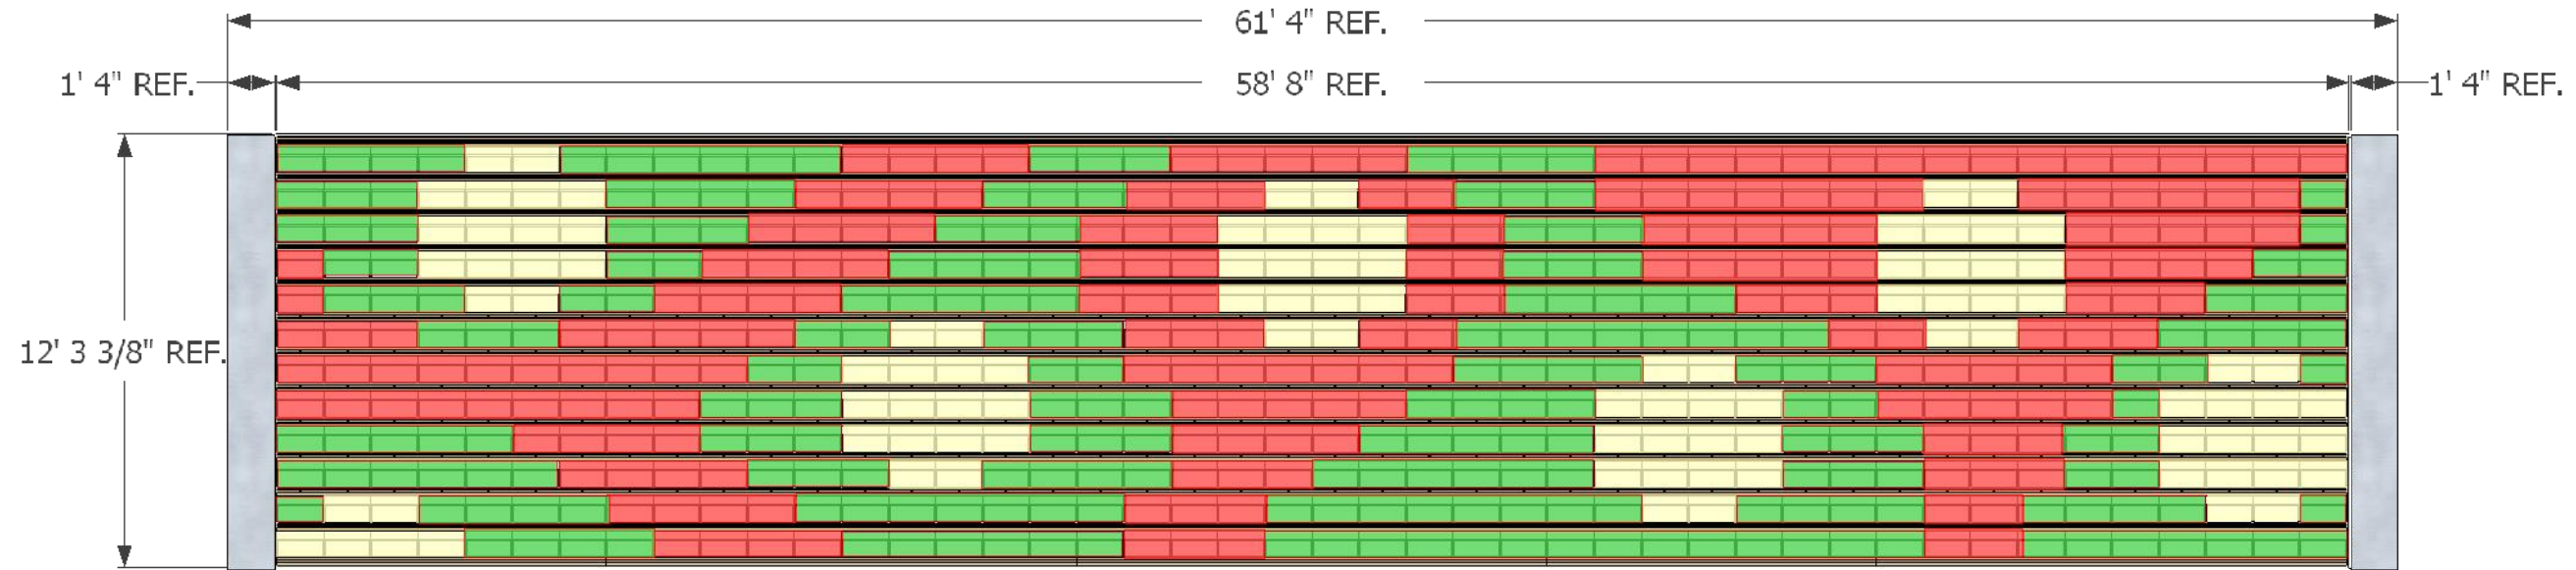 61' 4" REF.
1' 4" REF.
58' 8" REF.
1' 4" REF.
12' 3 3/8" REF.